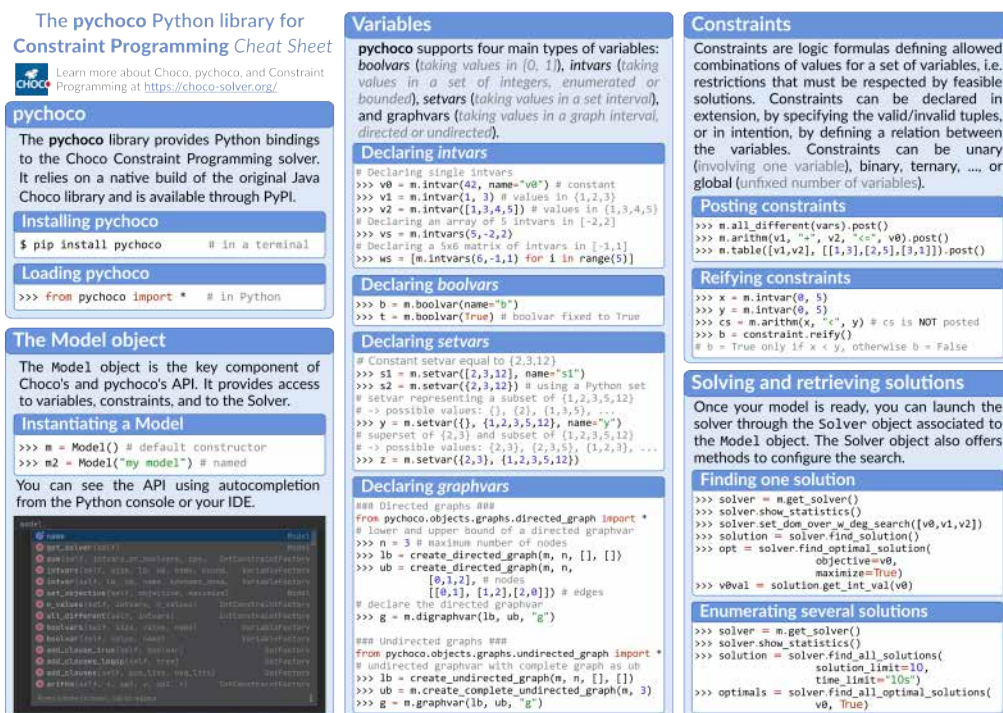 The pychoco Python library for
Constraint Programming Cheat Sheet
CHOCO
Learn more about Choco, pychoco, and Constraint
Programming at https://choco-solver.org/
pychoco
The pychoco library provides Python bindings
to the Choco Constraint Programming solver.
It relies on a native build of the original Java
Choco library and is available through PyPI.
Installing pychoco
$ pip install pychoco # in a terminal
Loading pychoco
>>> from pychoco import * # in Python
The Model object
The Model object is the key component of
Choco's and pychoco's API. It provides access
to variables, constraints, and to the Solver.
Instantiating a Model
>>> m = Model() # default constructor
>>> m2 = Model("my model") # named
You can see the API using autocompletion
from the Python console or your IDE.
model.
name Model
get_solver(self) Model
Variables
pychoco supports four main types of variables:
boolvars (taking values in [0, 1]), intvars (taking
values in a set of integers, enumerated or
bounded), setvars (taking values in a set interval),
and graphvars (taking values in a graph interval,
directed or undirected).
Declaring intvars
# Declaring single intvars
>>> v0 = m.intvar(42, name="v0") # constant
>>> v1 = m.intvar(1, 3) # values in {1,2,3}
>>> v2 = m.intvar([1,3,4,5]) # values in {1,3,4,5}
# Declaring an array of 5 intvars in [-2,2]
>>> vs = m.intvars(5,-2,2)
# Declaring a 5x6 matrix of intvars in [-1,1]
>>> ws = [m.intvars(6,-1,1) for i in range(5)]
Declaring boolvars
>>> b = m.boolvar(name="b")
>>> t = m.boolvar(True) # boolvar fixed to True
Declaring setvars
# Constant setvar equal to {2,3,12}
>>> s1 = m.setvar([2,3,12], name="s1")
>>> s2 = m.setvar({2,3,12}) # using a Python set
# setvar representing a subset of {1,2,3,5,12}
# -> possible values: {}, {2}, {1,3,5}, ...
>>> y = m.setvar({}, {1,2,3,5,12}, name="y")
# superset of {2,3} and subset of {1,2,3,5,12}
# -> possible values: {2,3}, {2,3,5}, {1,2,3}, ...
>>> z = m.setvar({2,3}, {1,2,3,5,12})
Declaring graphvars
### Directed graphs ###
from pychoco.objects.graphs.directed_graph import *
# lower and upper bound of a directed graphvar
>>> n = 3 # maximum number of nodes
>>> lb = create_directed_graph(m, n, [], [])
>>> ub = create_directed_graph(m, n,
[0,1,2], # nodes
[[0,1], [1,2],[2,0]]) # edges
# declare the directed graphvar
>>> g = m.digraphvar(lb, ub, "g")
### Undirected graphs ###
from pychoco.objects.graphs.undirected_graph import *
# undirected graphvar with complete graph as ub
>>> lb = create_undirected_graph(m, n, [], [])
>>> ub = m.create_complete_undirected_graph(m, 3)
>>> g = m.graphvar(lb, ub, "g")
Constraints
Constraints are logic formulas defining allowed
combinations of values for a set of variables, i.e.
restrictions that must be respected by feasible
solutions. Constraints can be declared in
extension, by specifying the valid/invalid tuples,
or in intention, by defining a relation between
the variables. Constraints can be unary
(involving one variable), binary, ternary, ..., or
global (unfixed number of variables).
Posting constraints
>>> m.all_different(vars).post()
>>> m.arithm(v1, "+", v2, "<=", v0).post()
>>> m.table([v1,v2], [[1,3],[2,5],[3,1]]).post()
Reifying constraints
>>> x = m.intvar(0, 5)
>>> y = m.intvar(0, 5)
>>> cs = m.arithm(x, "<", y) # cs is NOT posted
>>> b = constraint.reify()
# b = True only if x < y, otherwise b = False
Solving and retrieving solutions
Once your model is ready, you can launch the
solver through the Solver object associated to
the Model object. The Solver object also offers
methods to configure the search.
Finding one solution
>>> solver = m.get_solver()
>>> solver.show_statistics()
>>> solver.set_dom_over_w_deg_search([v0,v1,v2])
>>> solution = solver.find_solution()
>>> opt = solver.find_optimal_solution(
objective=v0,
maximize=True)
>>> v0val = solution.get_int_val(v0)
Enumerating several solutions
>>> solver = m.get_solver()
>>> solver.show_statistics()
>>> solution = solver.find_all_solutions(
solution_limit=10,
time_limit="10s")
>>> optimals = solver.find_all_optimal_solutions(
v0, True)